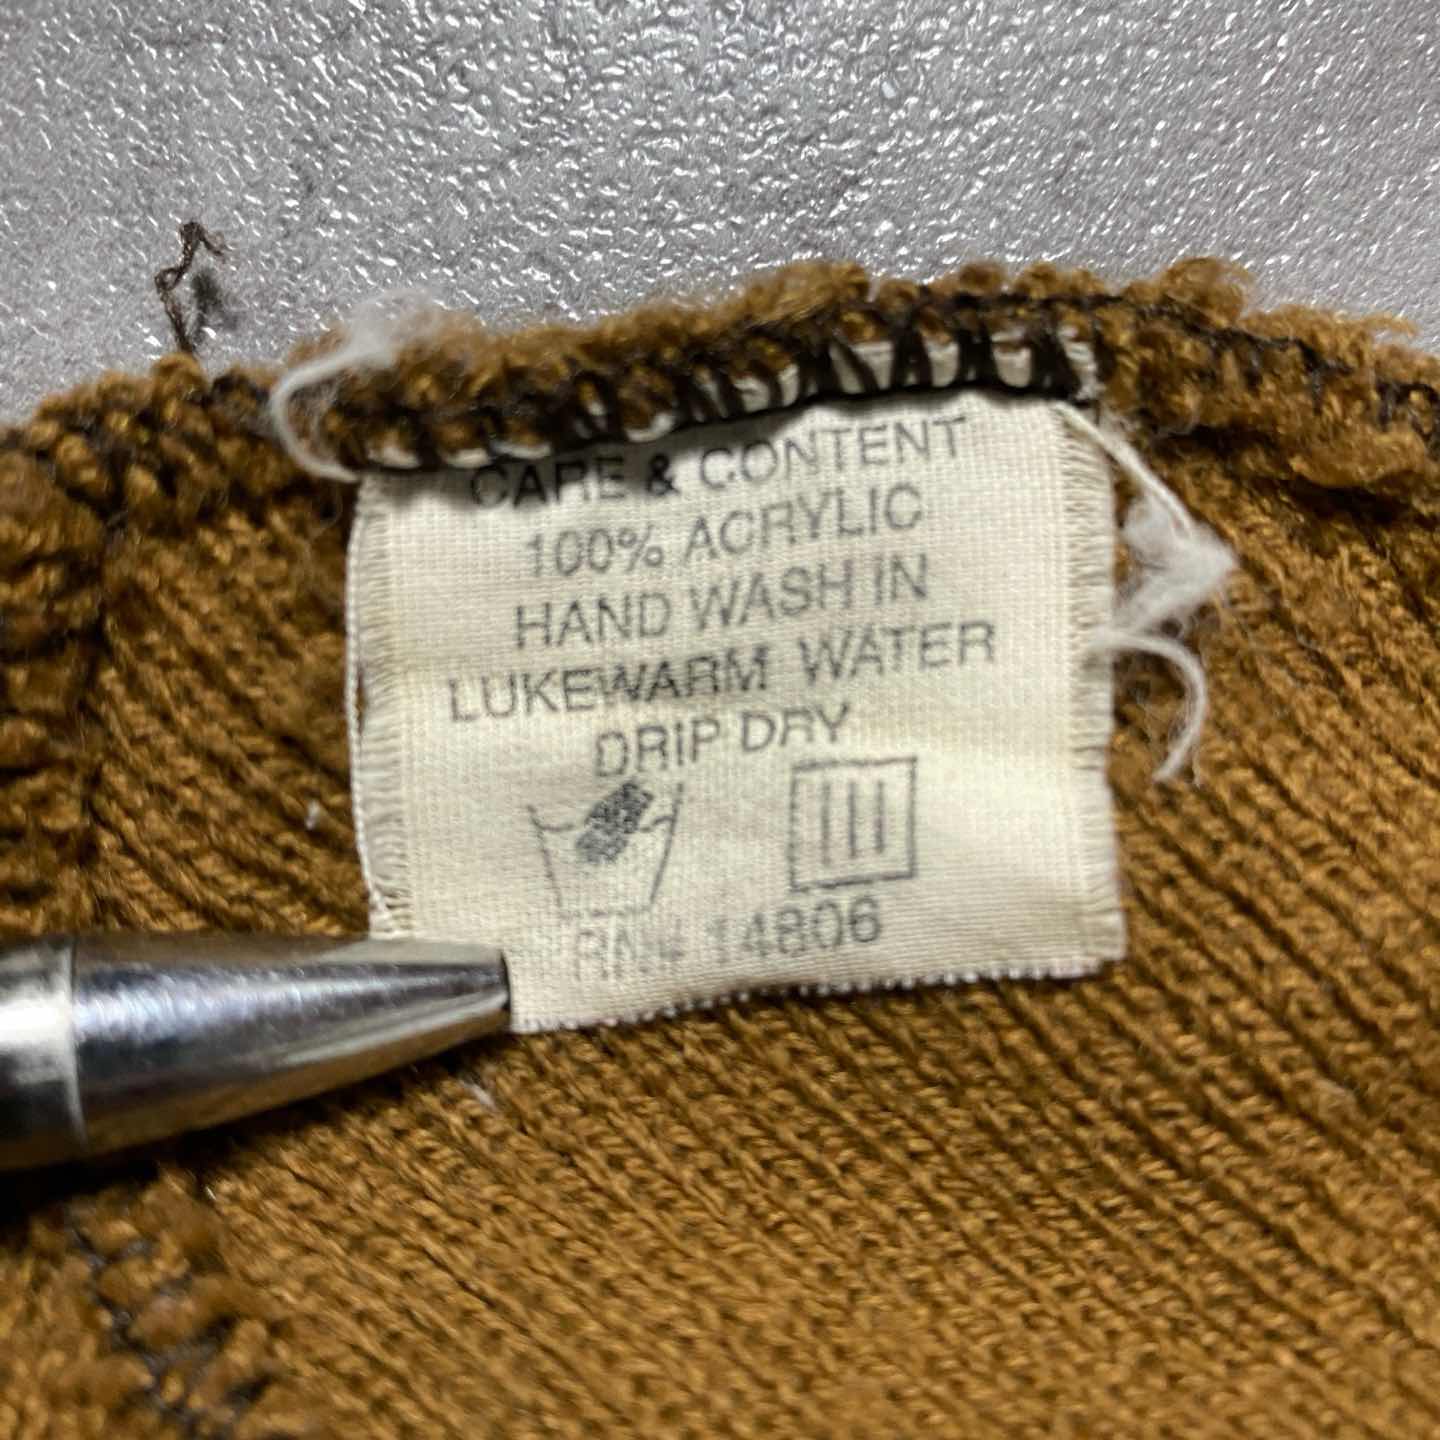 CARE & CONTENT
100% ACRYLIC
HAND WASH IN
LUKEWARM WATER
DRIP DRY
RN# 14806